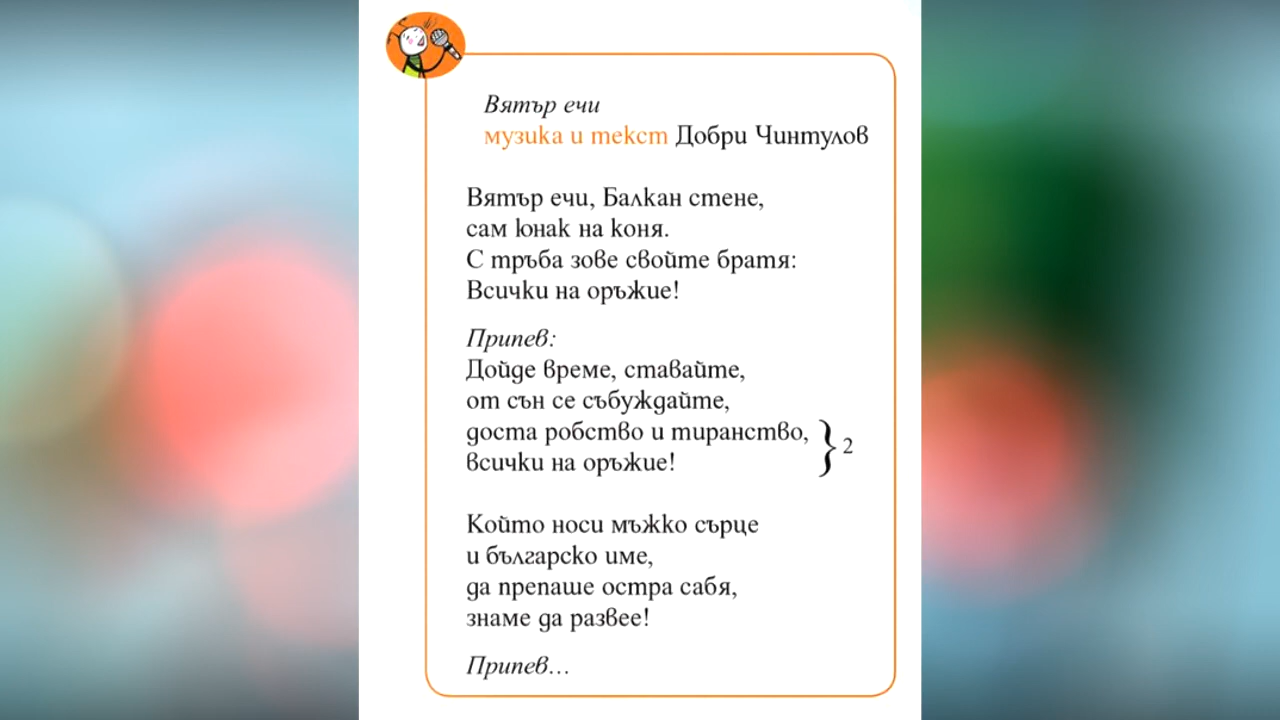 Вятър ечи
музика и текст Добри Чинтулов
Вятър ечи, Балкан стене,
сам юнак на коня.
С тръба зове свойте братя:
Всички на оръжие!
Припев:
Дойде време, ставайте,
от сън се събуждайте,
доста робство и тиранство,
всички на оръжие!
} 2
Който носи мъжко сърце
и българско име,
да препаше остра сабя,
знаме да развее!
Припев...